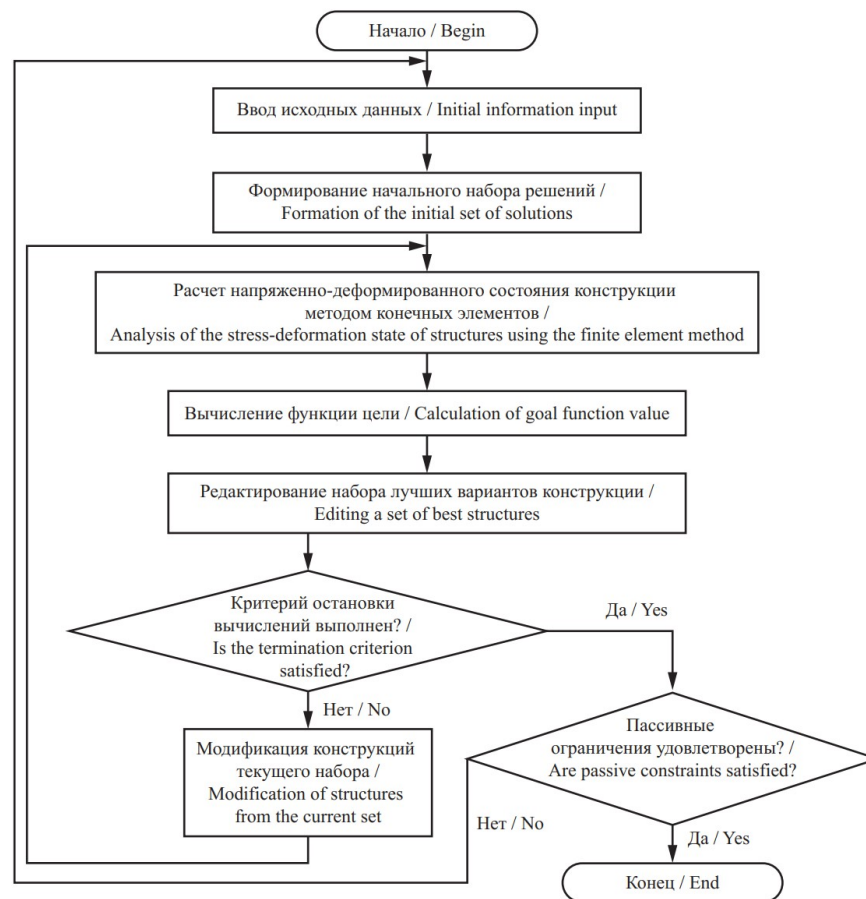 Начало / Begin
Ввод исходных данных / Initial information input
Формирование начального набора решений /
Formation of the initial set of solutions
Расчет напряженно-деформированного состояния конструкции
методом конечных элементов /
Analysis of the stress-deformation state of structures using the finite element method
Вычисление функции цели / Calculation of goal function value
Редактирование набора лучших вариантов конструкции /
Editing a set of best structures
Критерий остановки
вычислений выполнен? /
Is the termination criterion
satisfied?
Да / Yes
Нет / No
Модификация конструкций
текущего набора /
Modification of structures
from the current set
Пассивные
ограничения удовлетворены? /
Are passive constraints satisfied?
Нет / No
Да / Yes
Конец / End